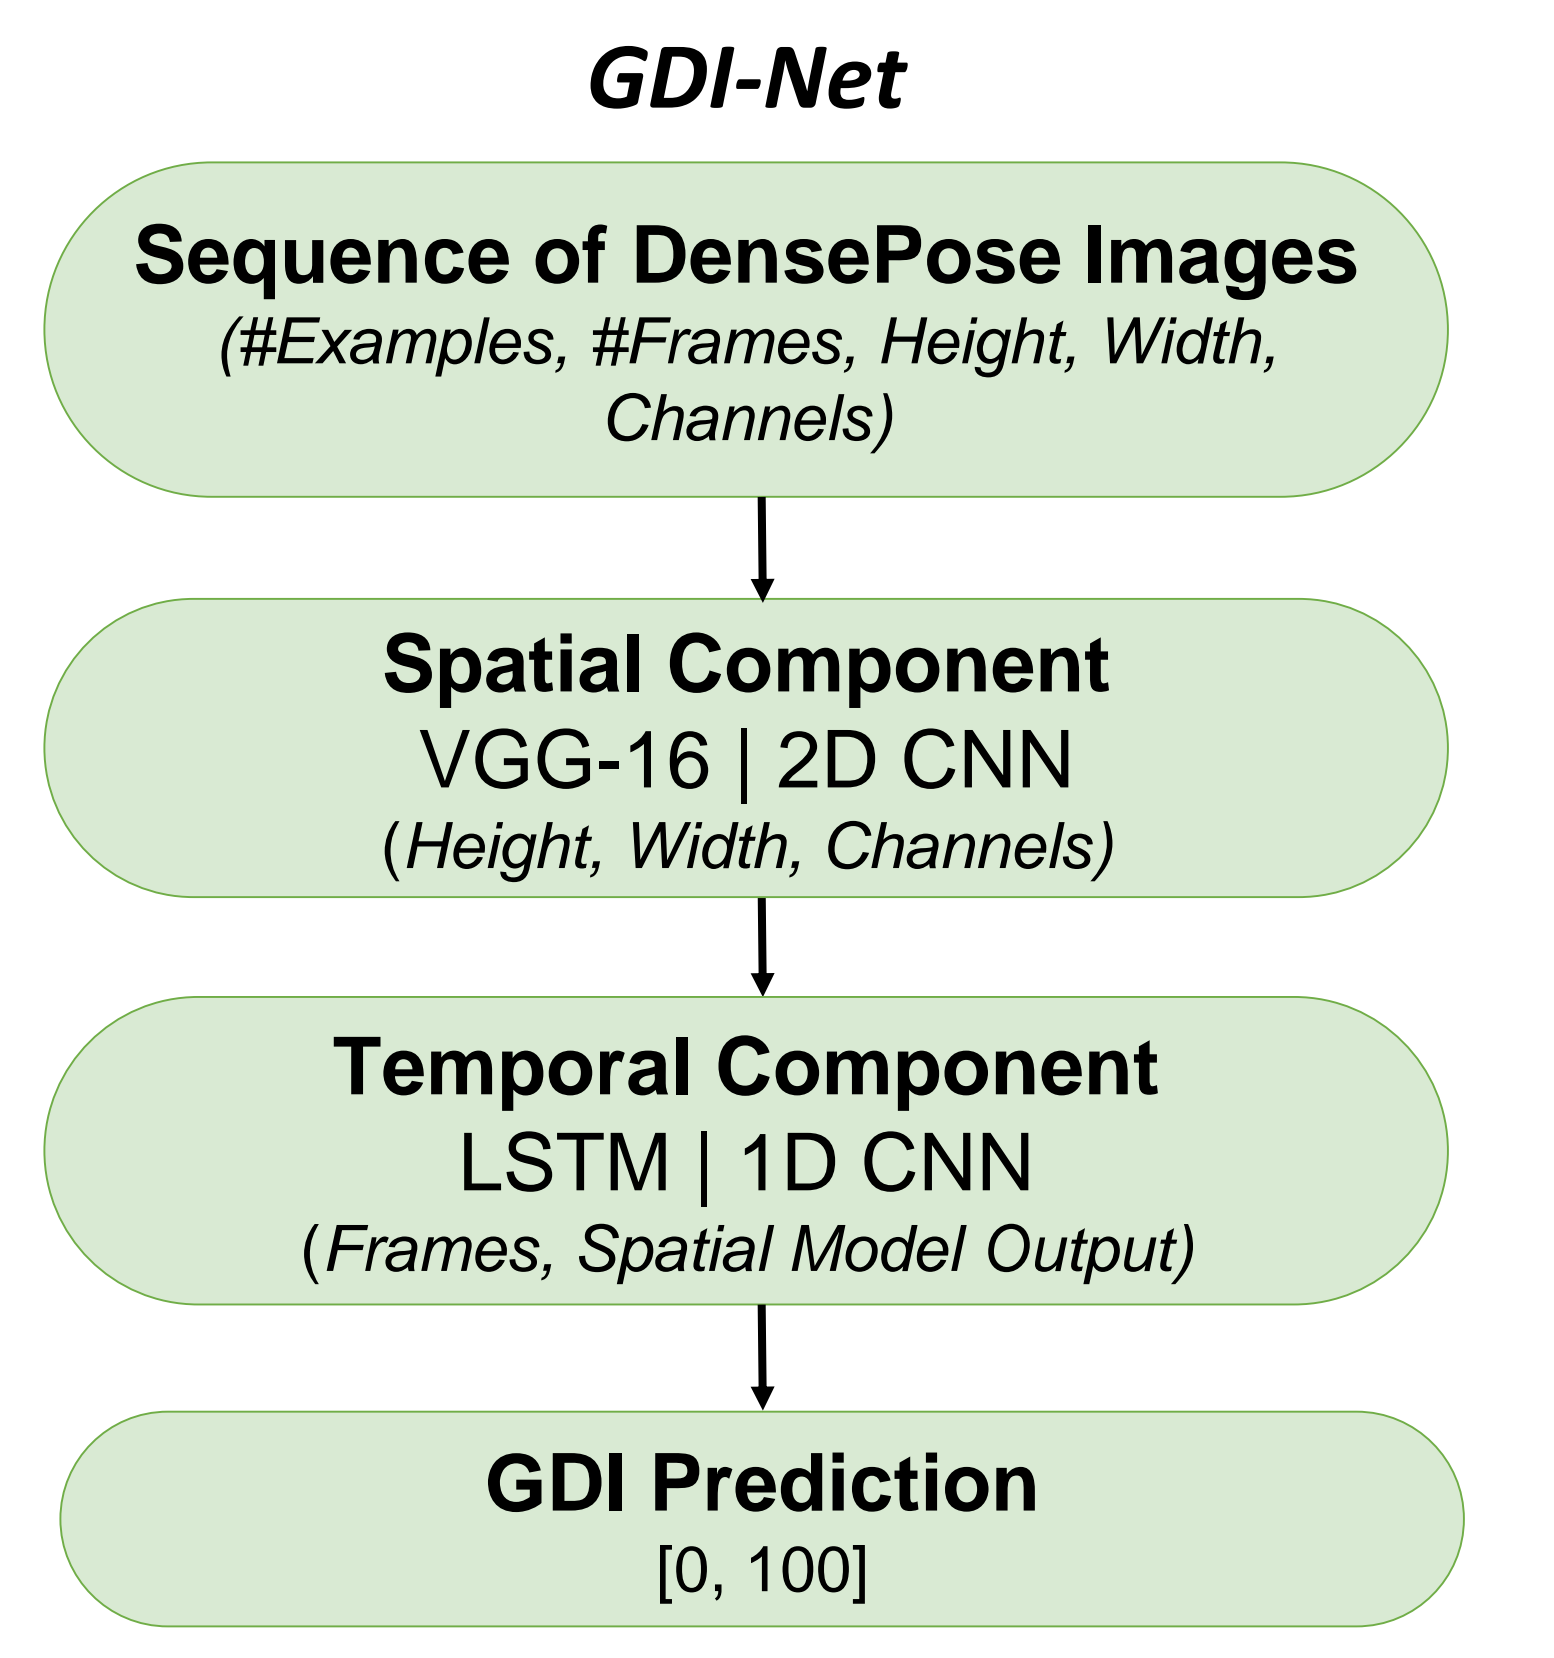 GDI-Net
Sequence of DensePose Images
(#Examples, #Frames, Height, Width,
Channels)
Spatial Component
VGG-16 | 2D CNN
(Height, Width, Channels)
Temporal Component
LSTM | 1D CNN
(Frames, Spatial Model Output)
GDI Prediction
[0, 100]